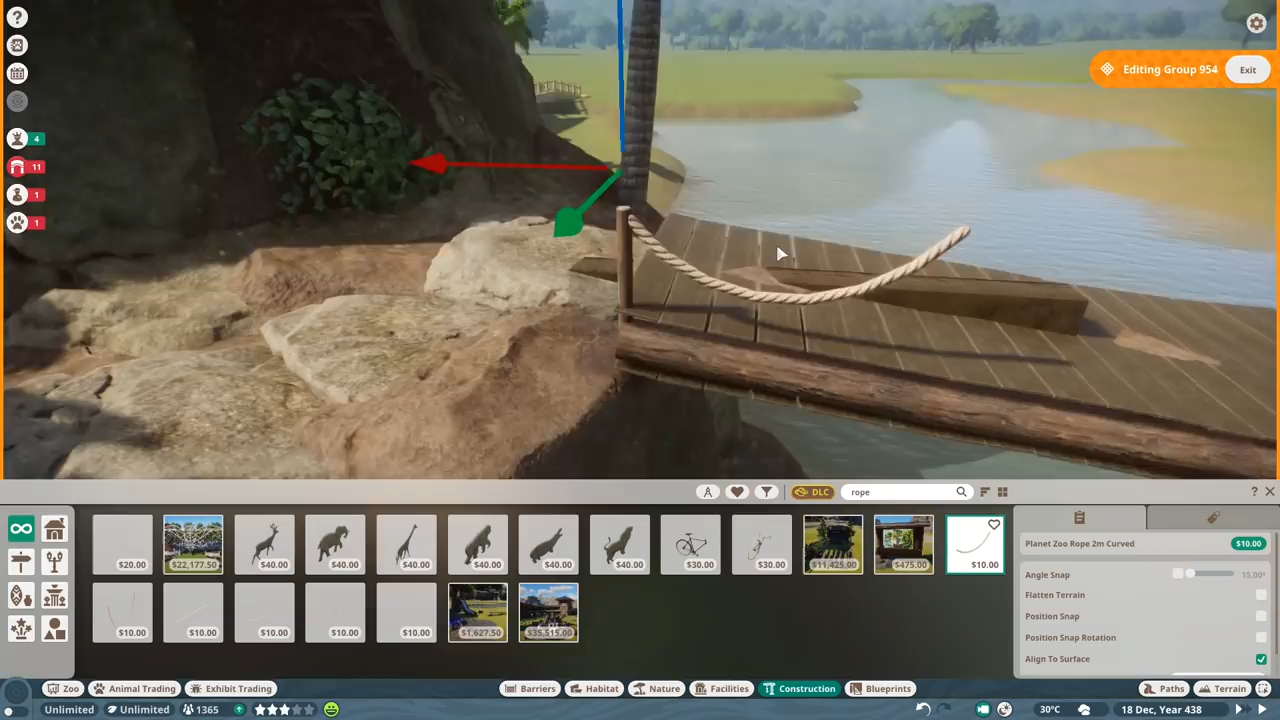 Editing Group 954
Exit
4
11
1
1
DLC
rope
$20.00
$22,177.50
$40.00
$40.00
$40.00
$40.00
$40.00
$40.00
$30.00
$30.00
$11,425.00
$475.00
$10.00
$10.00
$10.00
$10.00
$10.00
$10.00
$1,627.50
$35,515.00
Planet Zoo Rope 2m Curved
$10.00
Angle Snap
15.00°
Flatten Terrain
Position Snap
Position Snap Rotation
Align To Surface
Zoo
Animal Trading
Exhibit Trading
Barriers
Habitat
Nature
Facilities
Construction
Blueprints
Paths
Terrain
Unlimited
Unlimited
1365
30°C
18 Dec, Year 438